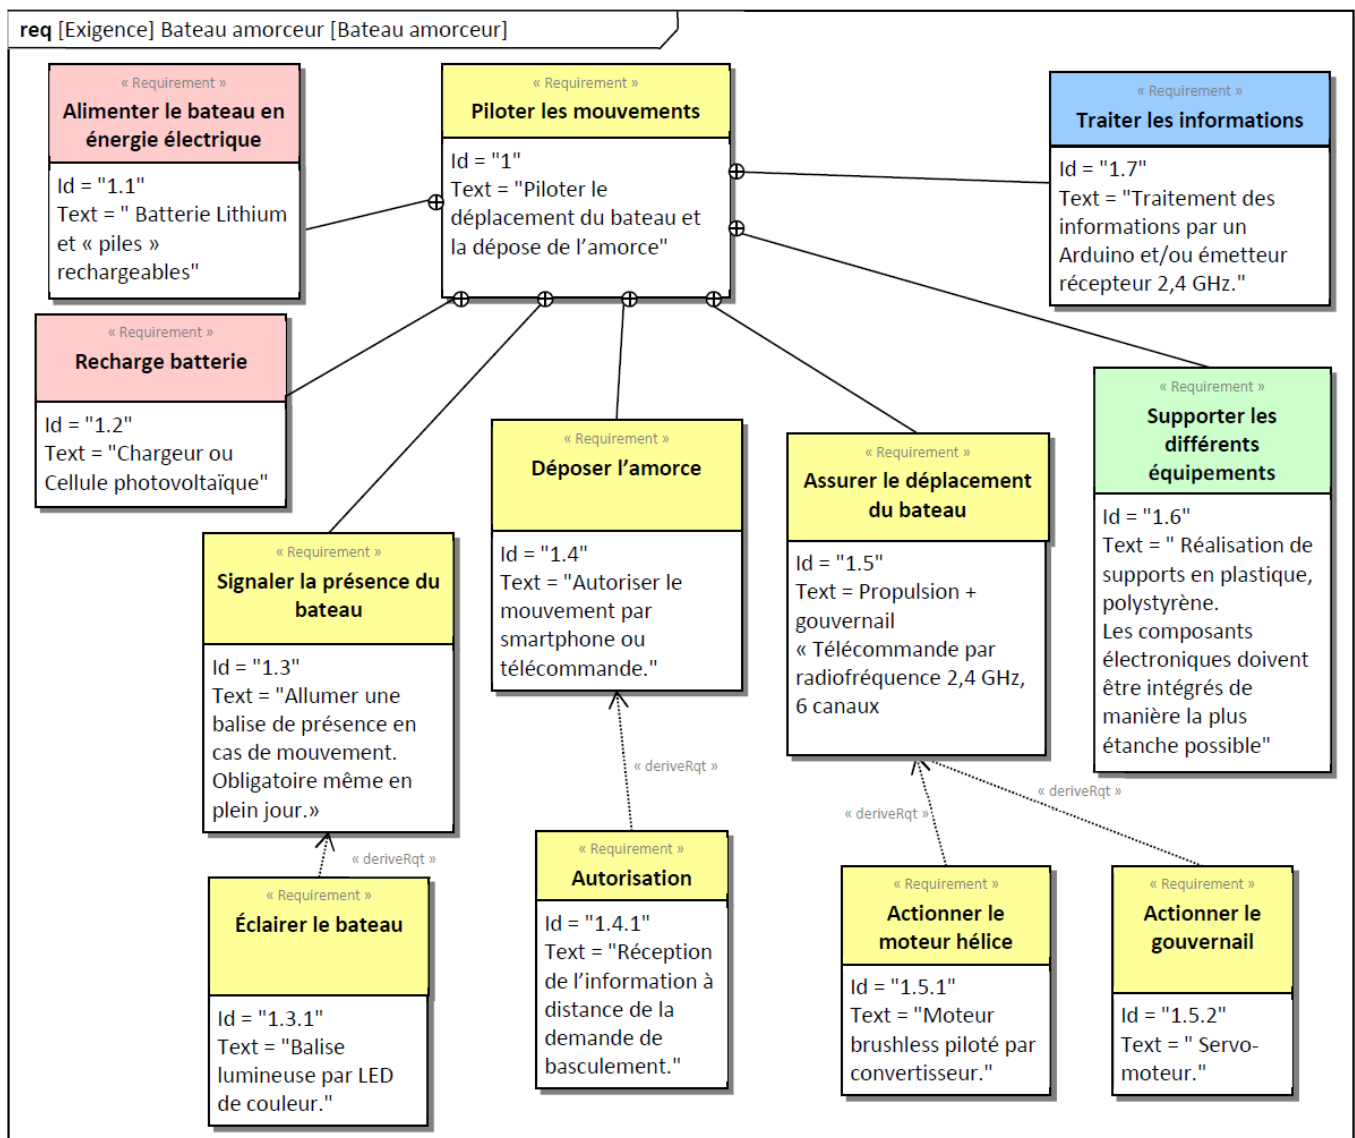 req [Exigence] Bateau amorceur [Bateau amorceur]
« Requirement »
Alimenter le bateau en
énergie électrique
Id = "1.1"
Text = " Batterie Lithium
et « piles »
rechargeables"
« Requirement »
Piloter les mouvements
Id = "1"
Text = "Piloter le
déplacement du bateau et
la dépose de l’amorce"
« Requirement »
Traiter les informations
Id = "1.7"
Text = "Traitement des
informations par un
Arduino et/ou émetteur
récepteur 2,4 GHz."
« Requirement »
Recharge batterie
Id = "1.2"
Text = "Chargeur ou
Cellule photovoltaïque"
« Requirement »
Signaler la présence du
bateau
Id = "1.3"
Text = "Allumer une
balise de présence en
cas de mouvement.
Obligatoire même en
plein jour.»
« Requirement »
Déposer l’amorce
Id = "1.4"
Text = "Autoriser le
mouvement par
smartphone ou
télécommande."
« Requirement »
Assurer le déplacement
du bateau
Id = "1.5"
Text = Propulsion +
gouvernail
« Télécommande par
radiofréquence 2,4 GHz,
6 canaux
« Requirement »
Supporter les
différents
équipements
Id = "1.6"
Text = " Réalisation de
supports en plastique,
polystyrène.
Les composants
électroniques doivent
être intégrés de
manière la plus
étanche possible"
« deriveRqt »
« deriveRqt »
« deriveRqt »
« deriveRqt »
« Requirement »
Éclairer le bateau
Id = "1.3.1"
Text = "Balise
lumineuse par LED
de couleur."
« Requirement »
Autorisation
Id = "1.4.1"
Text = "Réception
de l’information à
distance de la
demande de
basculement."
« Requirement »
Actionner le
moteur hélice
Id = "1.5.1"
Text = "Moteur
brushless piloté par
convertisseur."
« Requirement »
Actionner le
gouvernail
Id = "1.5.2"
Text = " Servo-
moteur."